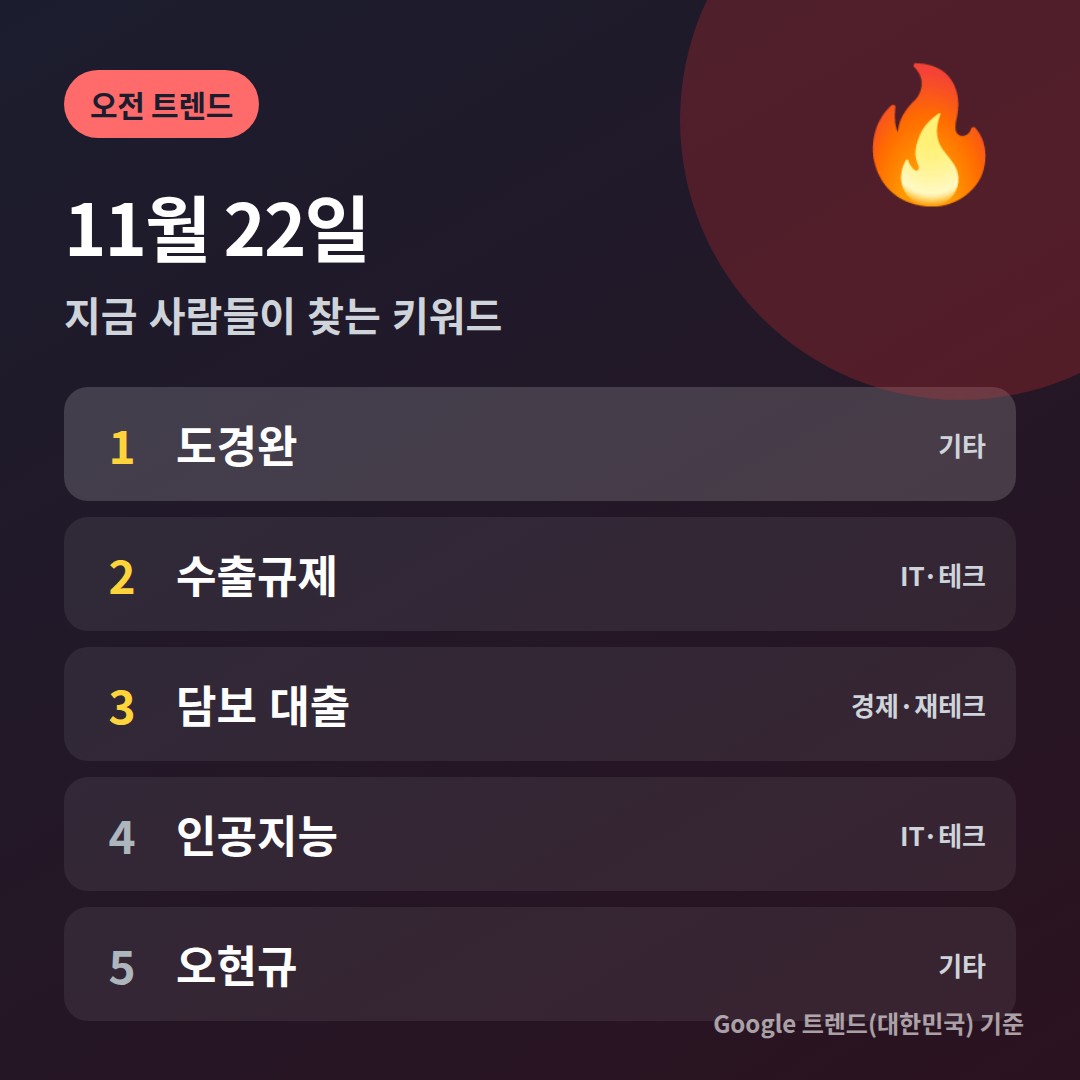 오전 트렌드
11월 22일
지금 사람들이 찾는 키워드
1 도경완 기타
2 수출규제 IT·테크
3 담보 대출 경제·재테크
4 인공지능 IT·테크
5 오현규 기타
Google 트렌드(대한민국) 기준